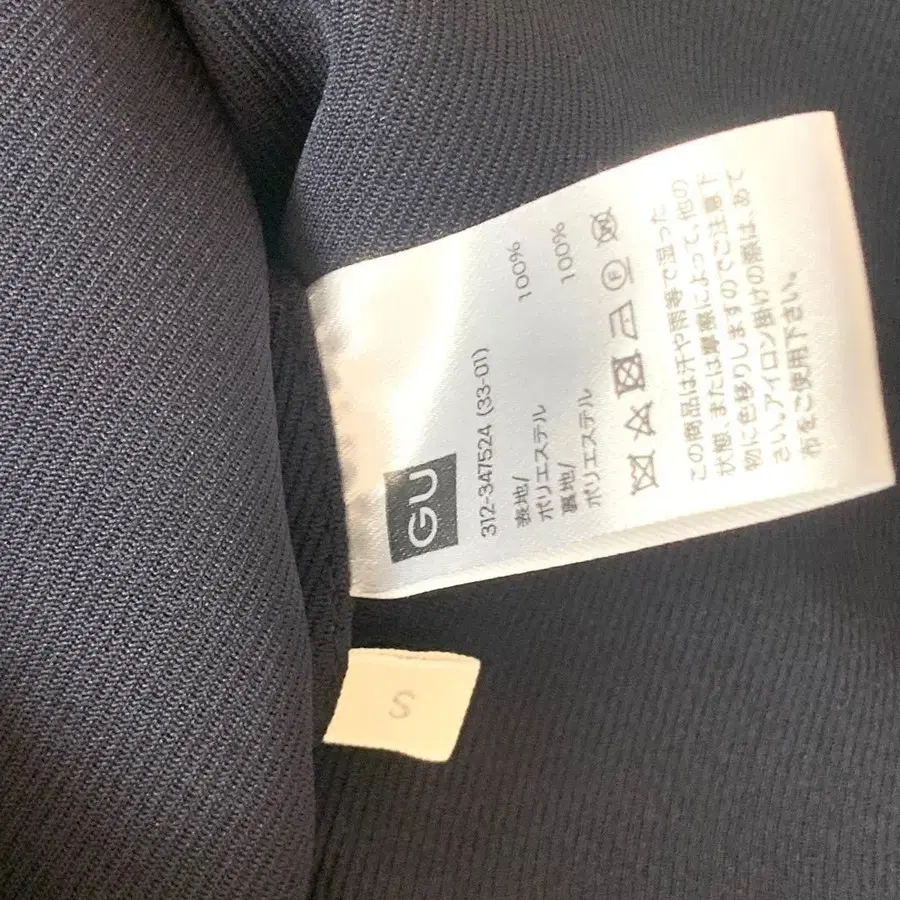 GU
312-347524 (33-01)
表地/
ポリエステル 100%
裏地/
ポリエステル 100%
この商品は汗や雨等で湿った
状態、または摩擦によって、他の
物に色移りしますのでご注意下
さい。アイロン掛けの際は、あて
布をご使用下さい。
S